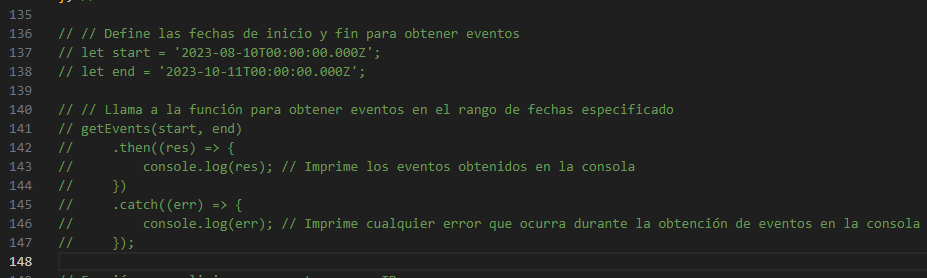 135
136 // // Define las fechas de inicio y fin para obtener eventos
137 // let start = '2023-08-10T00:00:00.000Z';
138 // let end = '2023-10-11T00:00:00.000Z';
139
140 // // Llama a la función para obtener eventos en el rango de fechas especificado
141 // getEvents(start, end)
142 //     .then((res) => {
143 //         console.log(res); // Imprime los eventos obtenidos en la consola
144 //     })
145 //     .catch((err) => {
146 //         console.log(err); // Imprime cualquier error que ocurra durante la obtención de eventos en la consola
147 //     });
148